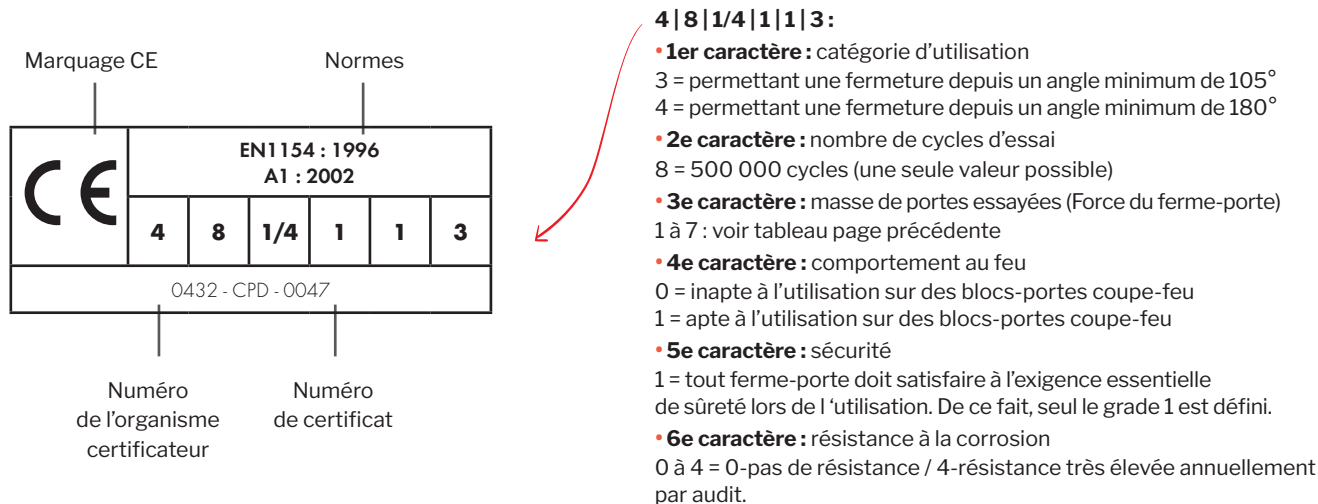 Marquage CE
Normes
CE
EN1154 : 1996
A1 : 2002
4 8 1/4 1 1 3
0432 - CPD - 0047
Numéro
de l'organisme
certificateur
Numéro
de certificat
4 | 8 | 1/4 | 1 | 1 | 3 :
• 1er caractère : catégorie d'utilisation
3 = permettant une fermeture depuis un angle minimum de 105°
4 = permettant une fermeture depuis un angle minimum de 180°
• 2e caractère : nombre de cycles d'essai
8 = 500 000 cycles (une seule valeur possible)
• 3e caractère : masse de portes essayées (Force du ferme-porte)
1 à 7 : voir tableau page précédente
• 4e caractère : comportement au feu
0 = inapte à l'utilisation sur des blocs-portes coupe-feu
1 = apte à l'utilisation sur des blocs-portes coupe-feu
• 5e caractère : sécurité
1 = tout ferme-porte doit satisfaire à l'exigence essentielle
de sûreté lors de l 'utilisation. De ce fait, seul le grade 1 est défini.
• 6e caractère : résistance à la corrosion
0 à 4 = 0-pas de résistance / 4-résistance très élevée annuellement
par audit.